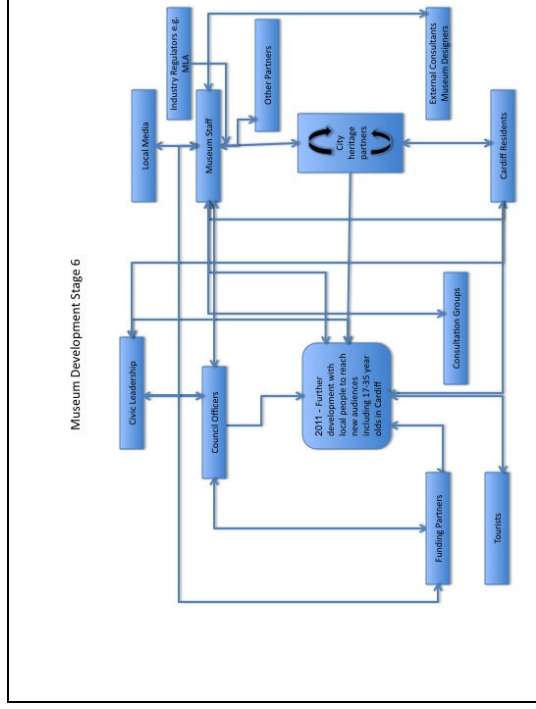 Museum Development Stage 6
Civic Leadership
Local Media
Industry Regulators e.g.
MLA
Council Officers
Museum Staff
Other Partners
2011 - Further
development with
local people to reach
new audiences
including 17-35 year
olds in Cardiff
City
heritage
partners
Funding Partners
Consultation Groups
External Consultants
Museum Designers
Tourists
Cardiff Residents